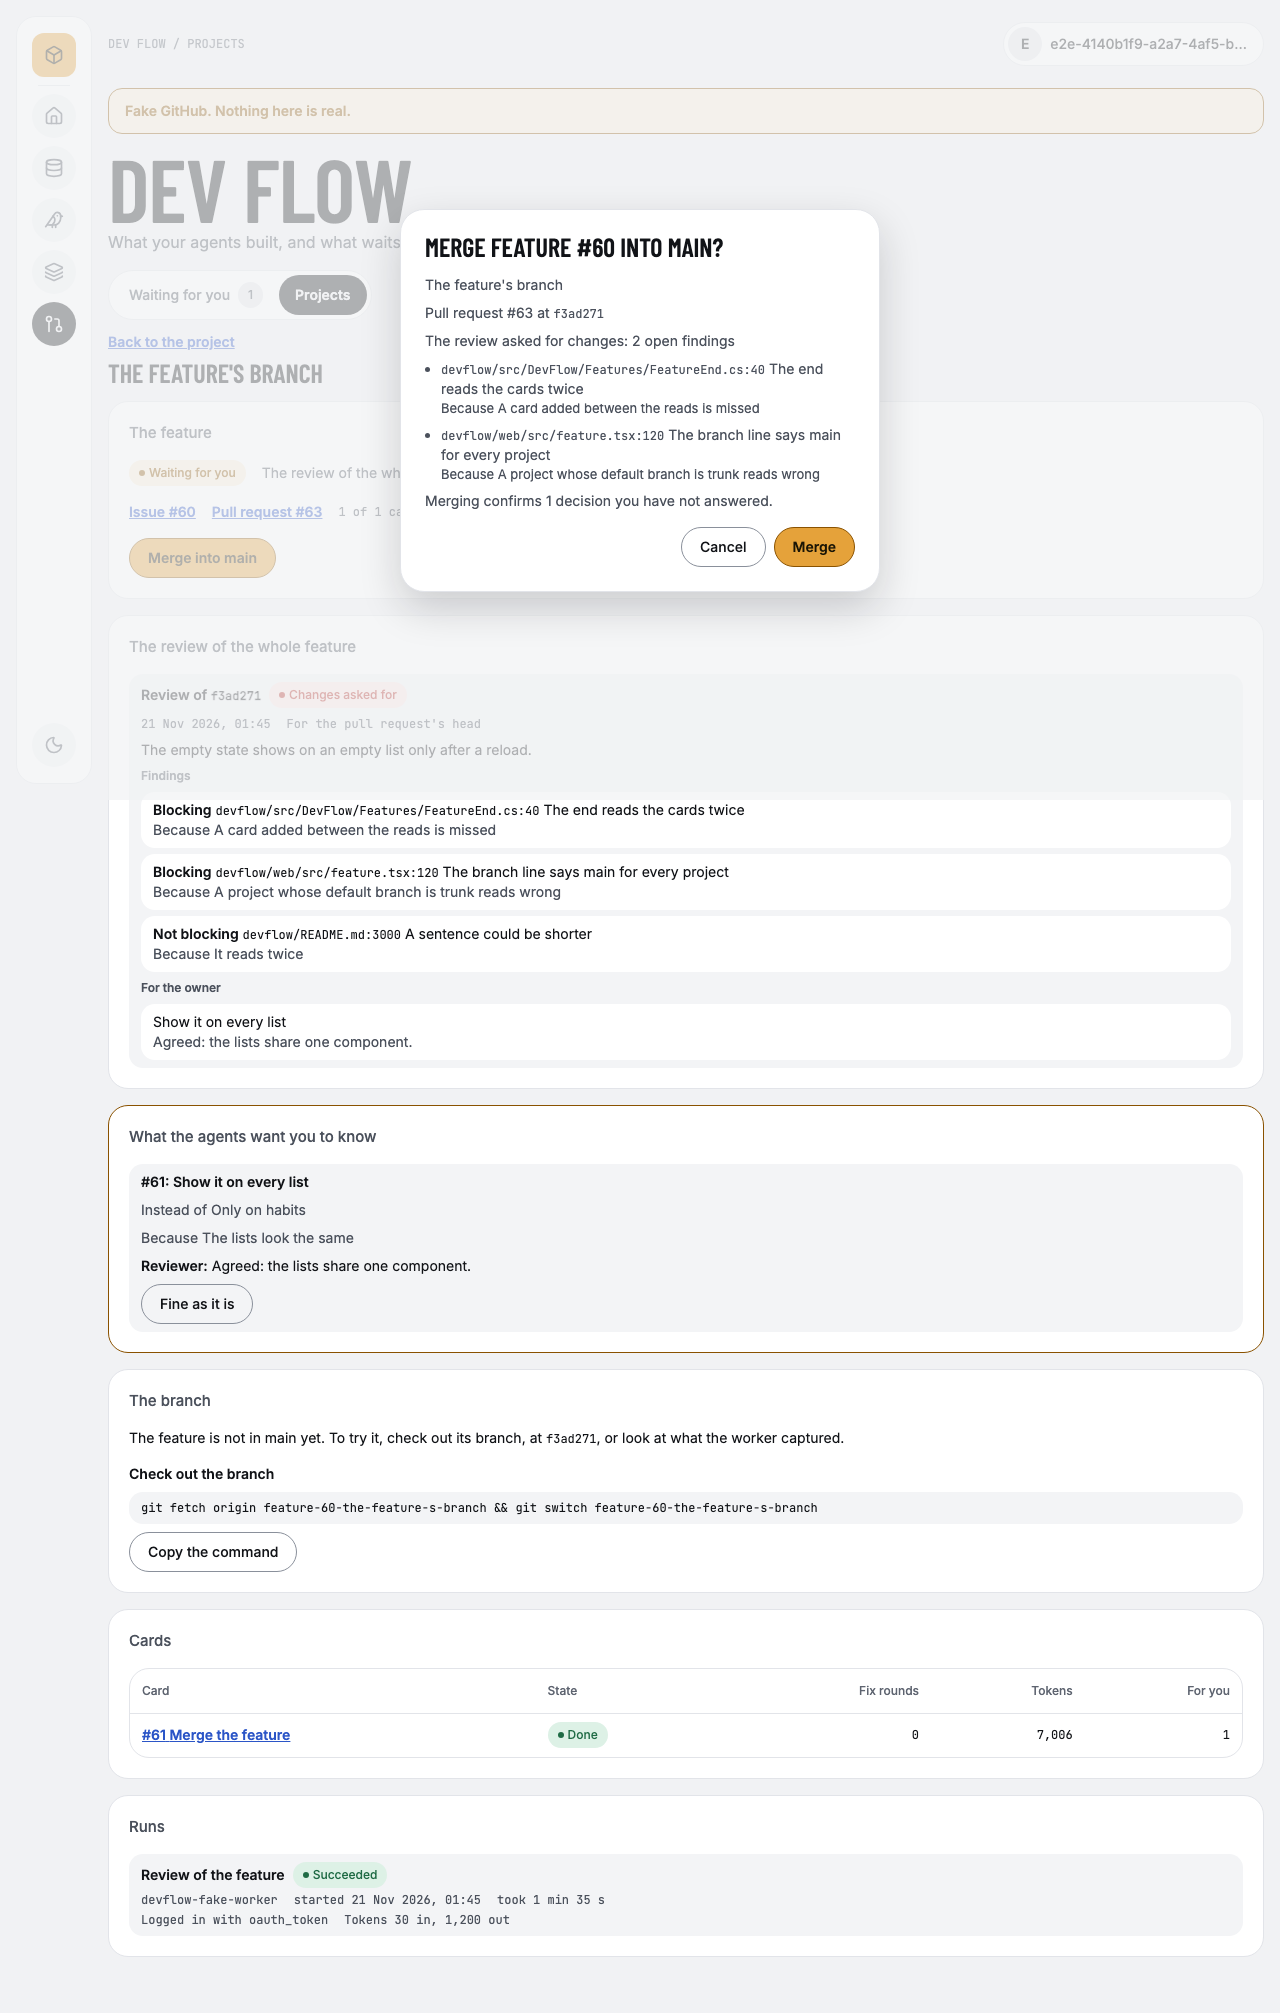 DEV FLOW / PROJECTS
E e2e-4140b1f9-a2a7-4af5-b...
Fake GitHub. Nothing here is real.
DEV FLOW
What your agents built, and what waits
Waiting for you 1 Projects
Back to the project
THE FEATURE'S BRANCH
The feature
Waiting for you The review of the wh
Issue #60 Pull request #63 1 of 1 ca
Merge into main
MERGE FEATURE #60 INTO MAIN?
The feature's branch
Pull request #63 at f3ad271
The review asked for changes: 2 open findings
devflow/src/DevFlow/Features/FeatureEnd.cs:40 The end
reads the cards twice
Because A card added between the reads is missed
devflow/web/src/feature.tsx:120 The branch line says main
for every project
Because A project whose default branch is trunk reads wrong
Merging confirms 1 decision you have not answered.
Cancel Merge
The review of the whole feature
Review of f3ad271 Changes asked for
21 Nov 2026, 01:45 For the pull request's head
The empty state shows on an empty list only after a reload.
Findings
Blocking devflow/src/DevFlow/Features/FeatureEnd.cs:40 The end reads the cards twice
Because A card added between the reads is missed
Blocking devflow/web/src/feature.tsx:120 The branch line says main for every project
Because A project whose default branch is trunk reads wrong
Not blocking devflow/README.md:3000 A sentence could be shorter
Because It reads twice
For the owner
Show it on every list
Agreed: the lists share one component.
What the agents want you to know
#61: Show it on every list
Instead of Only on habits
Because The lists look the same
Reviewer: Agreed: the lists share one component.
Fine as it is
The branch
The feature is not in main yet. To try it, check out its branch, at f3ad271, or look at what the worker captured.
Check out the branch
git fetch origin feature-60-the-feature-s-branch && git switch feature-60-the-feature-s-branch
Copy the command
Cards
Card State Fix rounds Tokens For you
#61 Merge the feature Done 0 7,006 1
Runs
Review of the feature Succeeded
devflow-fake-worker started 21 Nov 2026, 01:45 took 1 min 35 s
Logged in with oauth_token Tokens 30 in, 1,200 out